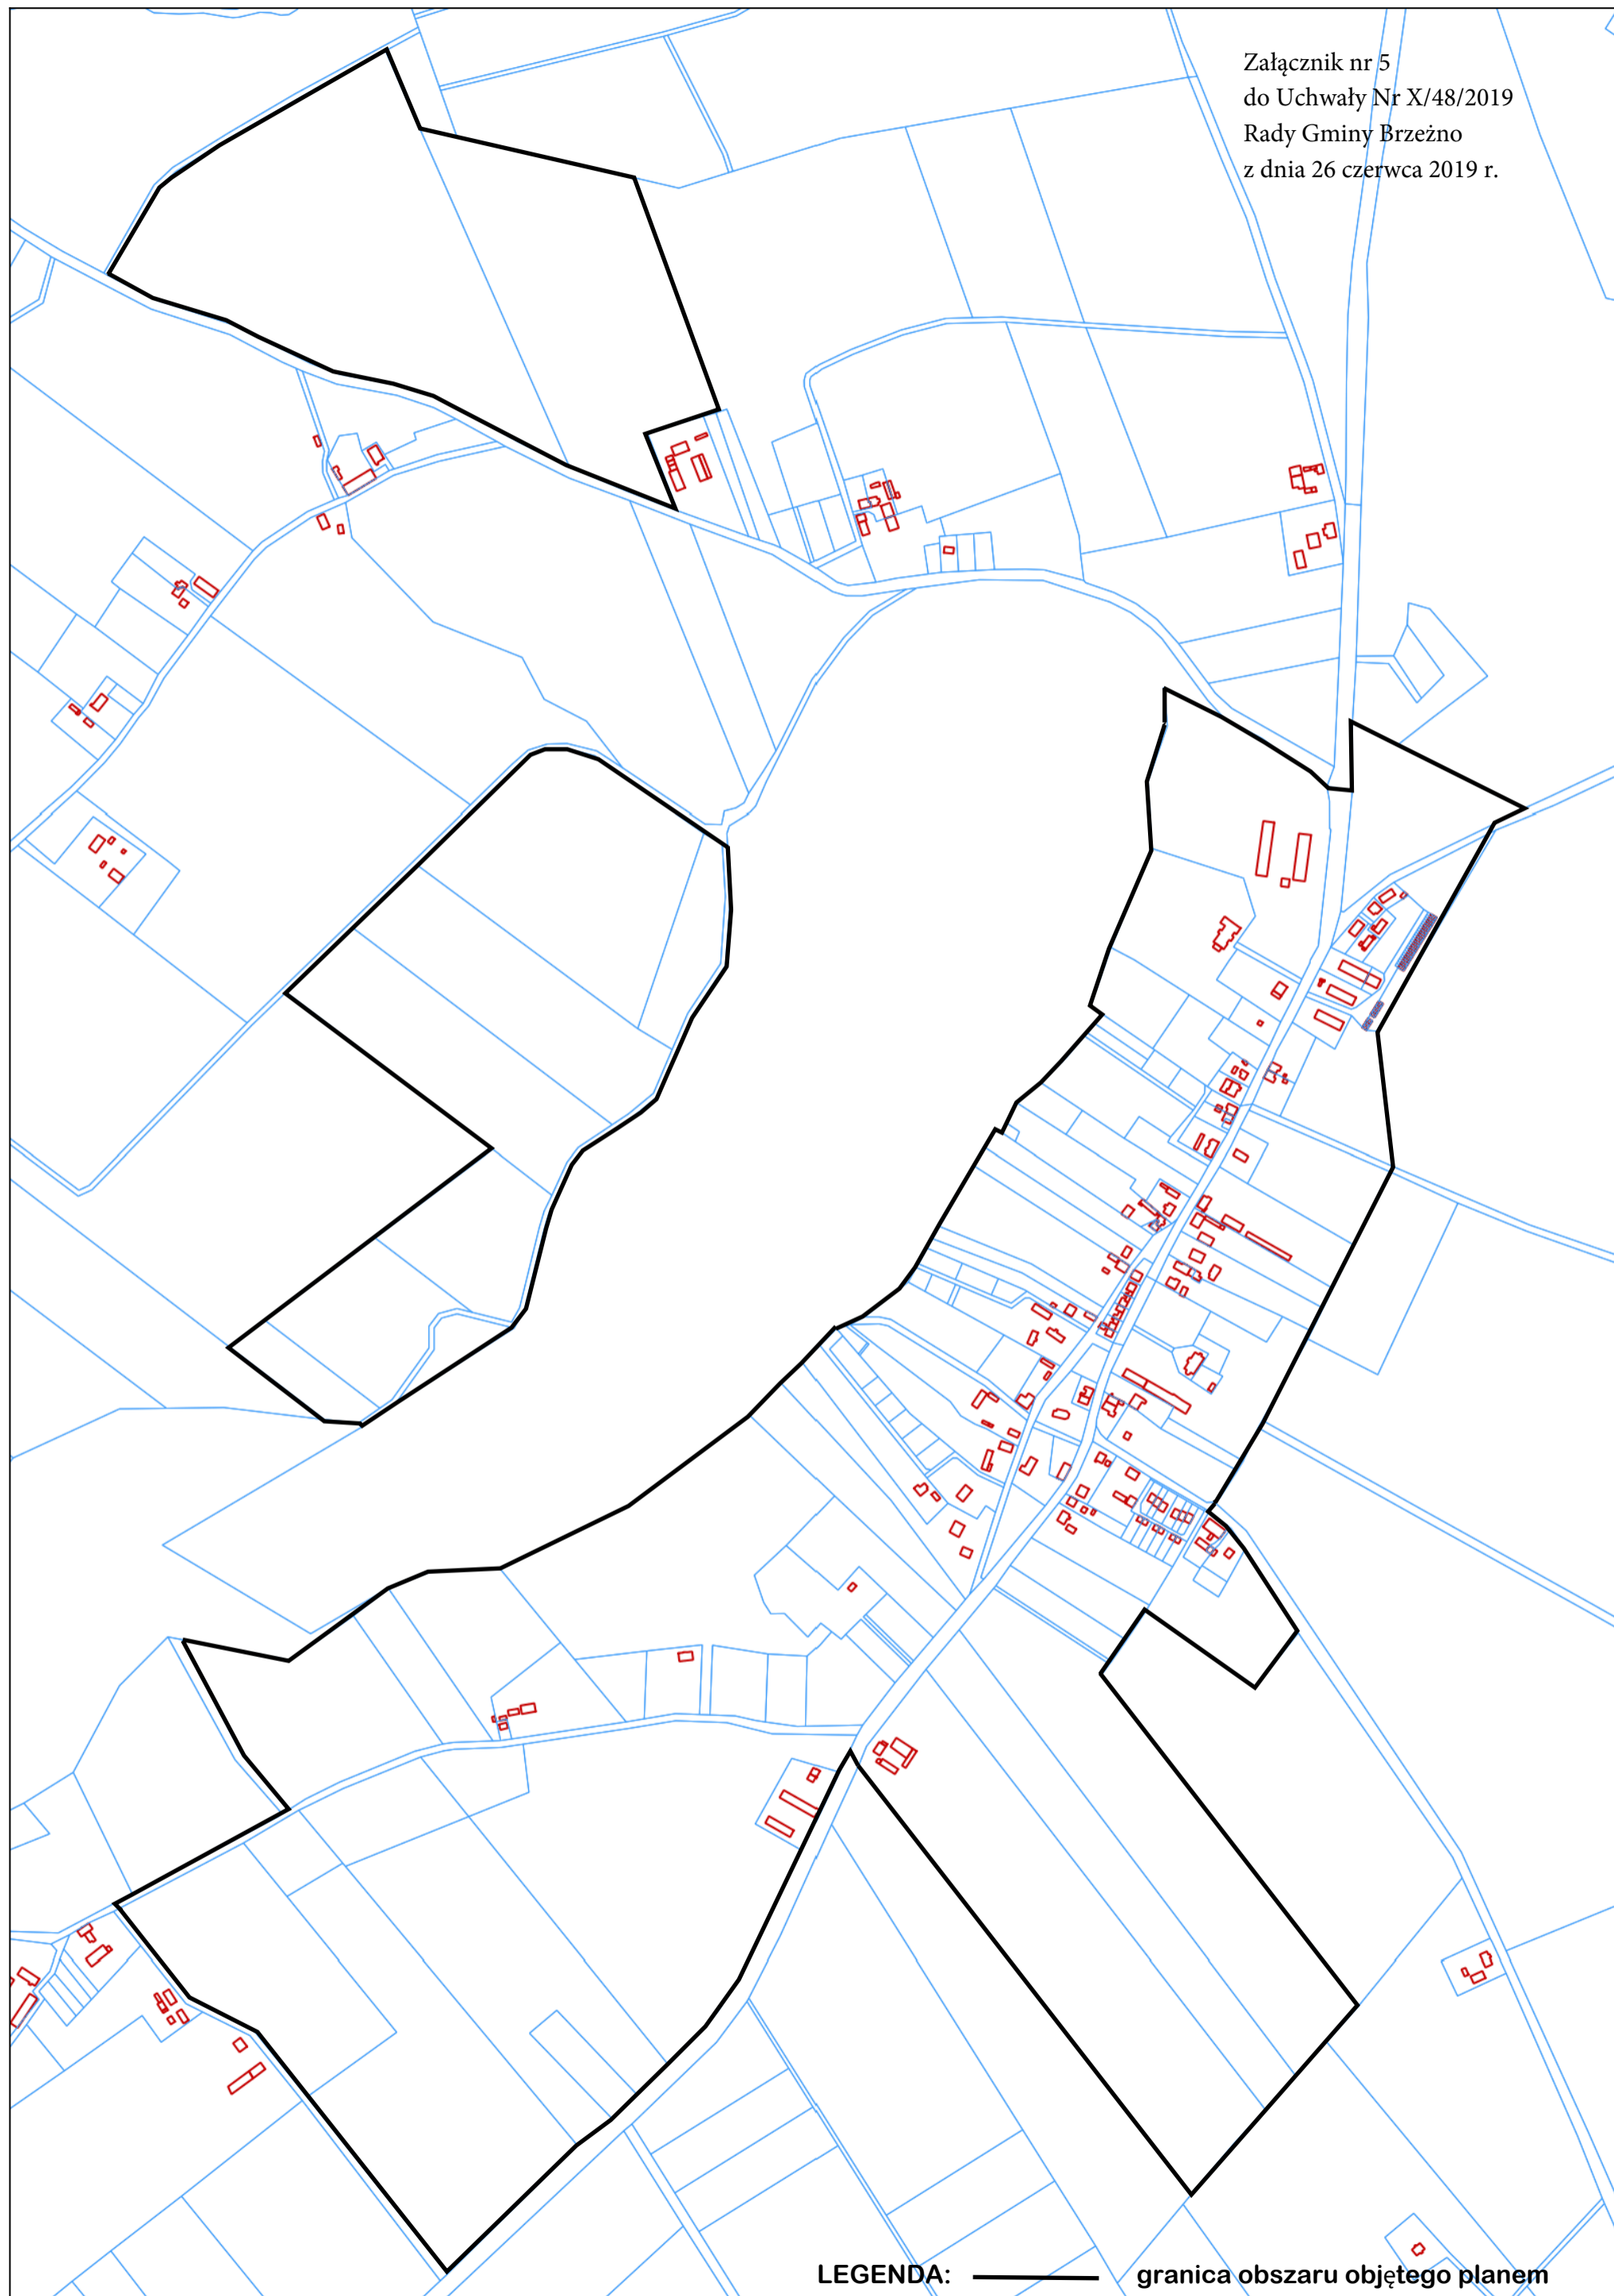 Załącznik nr 5
do Uchwały Nr X/48/2019
Rady Gminy Brzeżno
z dnia 26 czerwca 2019 r.
LEGENDA: granica obszaru objętego planem